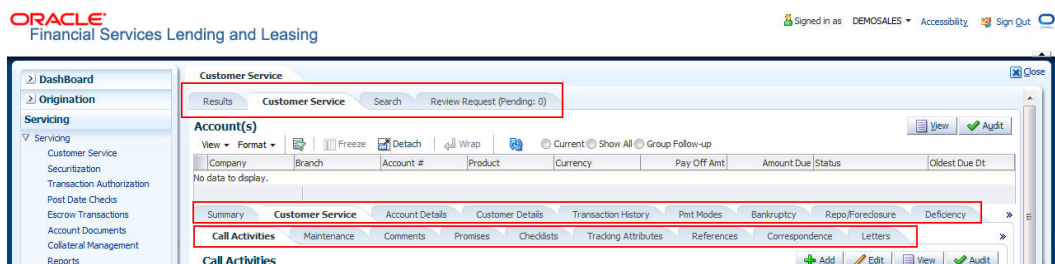 ORACLE
Financial Services Lending and Leasing
Signed in as DEMOSALES Accessibility Sign Out
DashBoard
Origination
Servicing
Servicing
Customer Service
Securitization
Transaction Authorization
Post Date Checks
Escrow Transactions
Account Documents
Collateral Management
Reports
Customer Service
Close
Results Customer Service Search Review Request (Pending: 0)
Account(s)
View Audit
View Format Freeze Detach Wrap Current Show All Group Follow-up
Company Branch Account # Product Currency Pay Off Amt Amount Due Status Oldest Due Dt
No data to display.
Summary Customer Service Account Details Customer Details Transaction History Pmt Modes Bankruptcy Repo/Foreclosure Deficiency »
Call Activities Maintenance Comments Promises Checklists Tracking Attributes References Correspondence Letters »
Call Activities
Add Edit View Audit